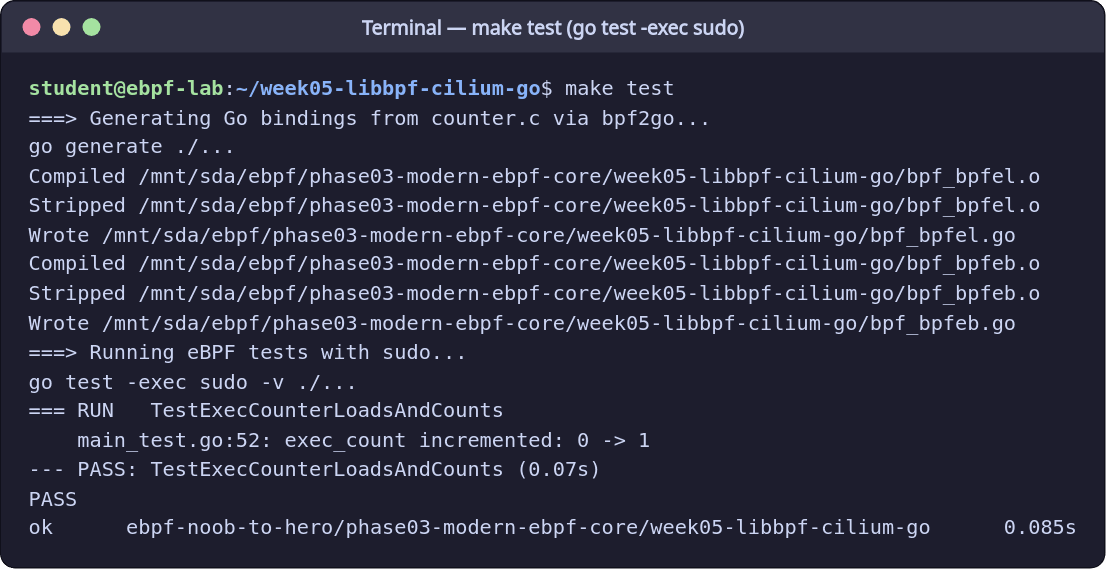 Terminal — make test (go test -exec sudo)
student@ebpf-lab:~/week05-libbpf-cilium-go$ make test
===> Generating Go bindings from counter.c via bpf2go...
go generate ./...
Compiled /mnt/sda/ebpf/phase03-modern-ebpf-core/week05-libbpf-cilium-go/bpf_bpfel.o
Stripped /mnt/sda/ebpf/phase03-modern-ebpf-core/week05-libbpf-cilium-go/bpf_bpfel.o
Wrote /mnt/sda/ebpf/phase03-modern-ebpf-core/week05-libbpf-cilium-go/bpf_bpfel.go
Compiled /mnt/sda/ebpf/phase03-modern-ebpf-core/week05-libbpf-cilium-go/bpf_bpfeb.o
Stripped /mnt/sda/ebpf/phase03-modern-ebpf-core/week05-libbpf-cilium-go/bpf_bpfeb.o
Wrote /mnt/sda/ebpf/phase03-modern-ebpf-core/week05-libbpf-cilium-go/bpf_bpfeb.go
===> Running eBPF tests with sudo...
go test -exec sudo -v ./...
=== RUN   TestExecCounterLoadsAndCounts
    main_test.go:52: exec_count incremented: 0 -> 1
--- PASS: TestExecCounterLoadsAndCounts (0.07s)
PASS
ok      ebpf-noob-to-hero/phase03-modern-ebpf-core/week05-libbpf-cilium-go      0.085s